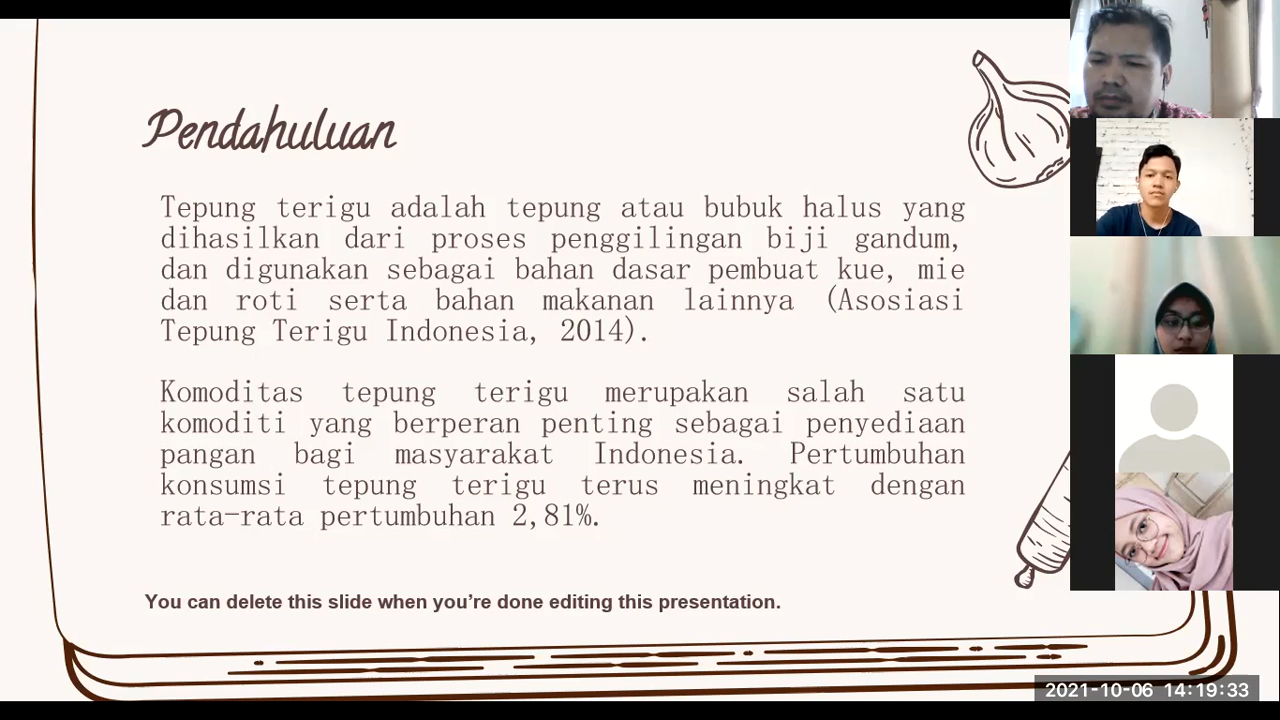 Pendahuluan
Tepung terigu adalah tepung atau bubuk halus yang
dihasilkan dari proses penggilingan biji gandum,
dan digunakan sebagai bahan dasar pembuat kue, mie
dan roti serta bahan makanan lainnya (Asosiasi
Tepung Terigu Indonesia, 2014).
Komoditas tepung terigu merupakan salah satu
komoditi yang berperan penting sebagai penyediaan
pangan bagi masyarakat Indonesia. Pertumbuhan
konsumsi tepung terigu terus meningkat dengan
rata-rata pertumbuhan 2,81%.
You can delete this slide when you’re done editing this presentation.
2021-10-06 14:19:33